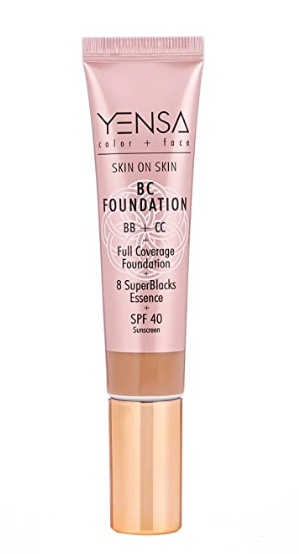 YENSA
color + face
SKIN ON SKIN
BC
FOUNDATION
BB + CC
+
Full Coverage
Foundation
+
8 SuperBlacks
Essence
+
SPF 40
Sunscreen